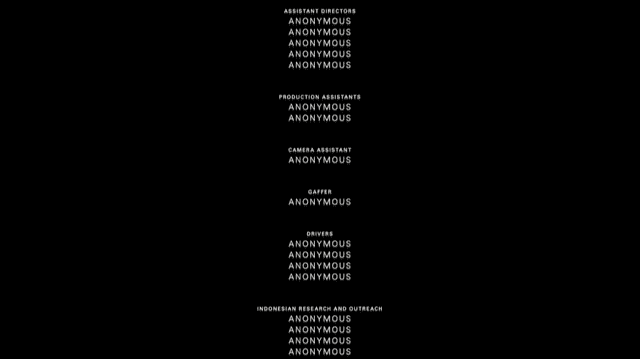 ASSISTANT DIRECTORS
ANONYMOUS
ANONYMOUS
ANONYMOUS
ANONYMOUS
ANONYMOUS
PRODUCTION ASSISTANTS
ANONYMOUS
ANONYMOUS
CAMERA ASSISTANT
ANONYMOUS
GAFFER
ANONYMOUS
DRIVERS
ANONYMOUS
ANONYMOUS
ANONYMOUS
ANONYMOUS
INDONESIAN RESEARCH AND OUTREACH
ANONYMOUS
ANONYMOUS
ANONYMOUS
ANONYMOUS